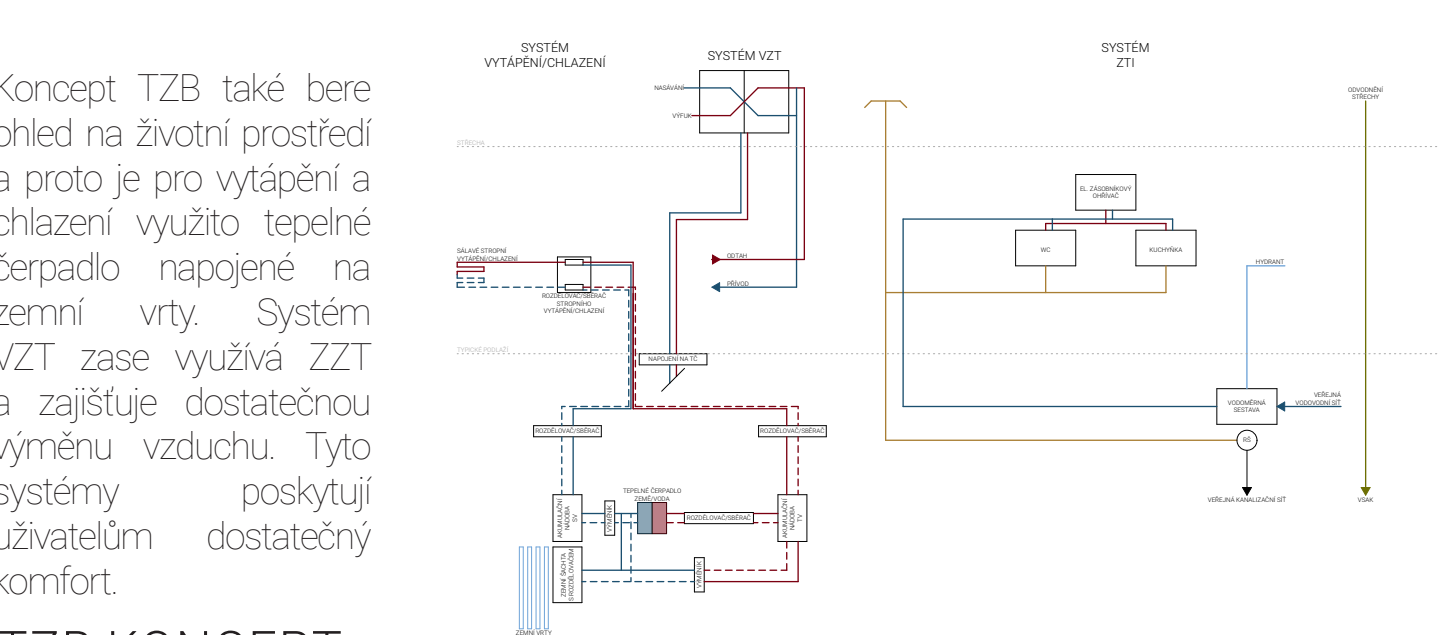 Koncept TZB také bere
ohled na životní prostředí
a proto je pro vytápění a
chlazení využito tepelné
čerpadlo napojené na
zemní vrty. Systém
VZT zase využívá ZZT
a zajišťuje dostatečnou
výměnu vzduchu. Tyto
systémy poskytují
uživatelům dostatečný
komfort.
TZB KONCEPT
SYSTÉM
VYTÁPĚNÍ/CHLAZENÍ
SYSTÉM VZT
SYSTÉM
ZTI
NASÁVÁNÍ
VÝFUK
ODVODNĚNÍ
STŘECHY
STŘECHA
EL. ZÁSOBNÍKOVÝ
OHŘÍVAČ
WC
KUCHYŇKA
SÁLAVÉ STROPNÍ
VYTÁPĚNÍ/CHLAZENÍ
ODTAH
HYDRANT
PŘÍVOD
ROZDĚLOVAČ/SBĚRAČ
STROPNÍHO
VYTÁPĚNÍ/CHLAZENÍ
TYPICKÉ PODLAŽÍ
NAPOJENÍ NA TČ
VODOMĚRNÁ
SESTAVA
VEŘEJNÁ
VODOVODNÍ SÍŤ
ROZDĚLOVAČ/SBĚRAČ
ROZDĚLOVAČ/SBĚRAČ
RŠ
TEPELNÉ ČERPADLO
ZEMĚ/VODA
VEŘEJNÁ KANALIZAČNÍ SÍŤ
VSAK
AKUMULAČNÍ
NÁDOBA
SV
VÝMĚNÍK
ROZDĚLOVAČ/SBĚRAČ
AKUMULAČNÍ
NÁDOBA
TV
ZEMNÍ ŠACHTA
S ROZDĚLOVAČEM
VÝMĚNÍK
ZEMNÍ VRTY